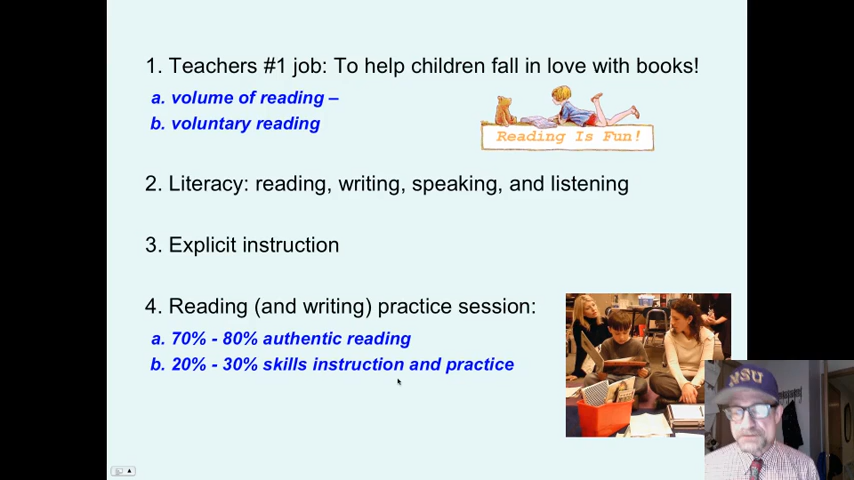 1. Teachers #1 job: To help children fall in love with books!
a. volume of reading –
b. voluntary reading
Reading Is Fun!
2. Literacy: reading, writing, speaking, and listening
3. Explicit instruction
4. Reading (and writing) practice session:
a. 70% - 80% authentic reading
b. 20% - 30% skills instruction and practice
NSU